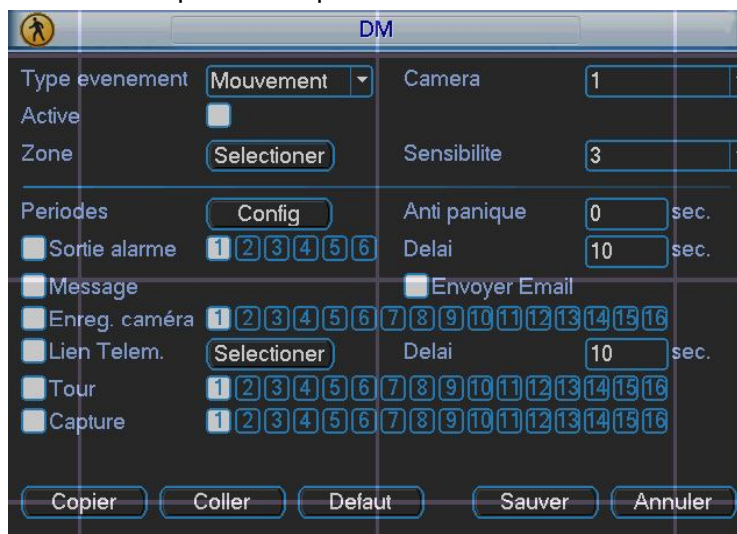 DM
Type evenement Mouvement Camera 1
Active
Zone Selectioner Sensibilite 3
Periodes Config Anti panique 0 sec.
Sortie alarme 1 2 3 4 5 6 Delai 10 sec.
Message Envoyer Email
Enreg. caméra 1 2 3 4 5 6 7 8 9 10 11 12 13 14 15 16
Lien Telem. Selectioner Delai 10 sec.
Tour 1 2 3 4 5 6 7 8 9 10 11 12 13 14 15 16
Capture 1 2 3 4 5 6 7 8 9 10 11 12 13 14 15 16
Copier Coller Defaut Sauver Annuler